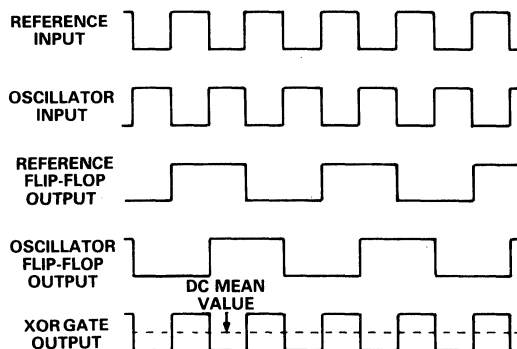 REFERENCE
INPUT
OSCILLATOR
INPUT
REFERENCE
FLIP-FLOP
OUTPUT
OSCILLATOR
FLIP-FLOP
OUTPUT
DC MEAN
VALUE
XOR GATE
OUTPUT